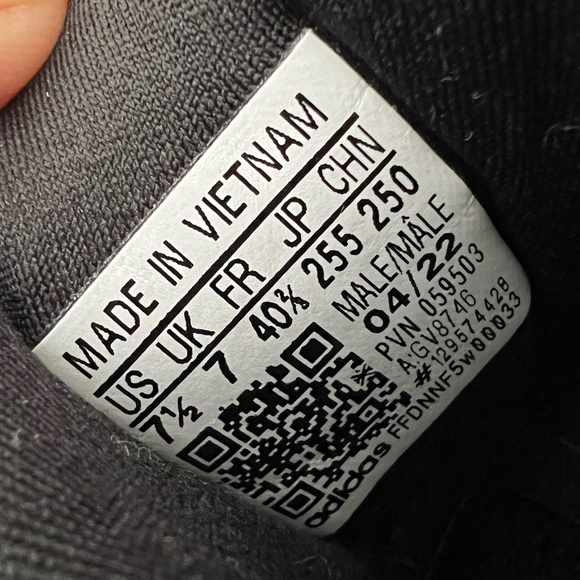 MADE IN VIETNAM
US UK FR JP CHN
7½ 7 40⅔ 255 250
MALE/MÂLE
04/22
PVN 059503
A:GV8746
#:129574428
FFDNNF5W00033
adidas